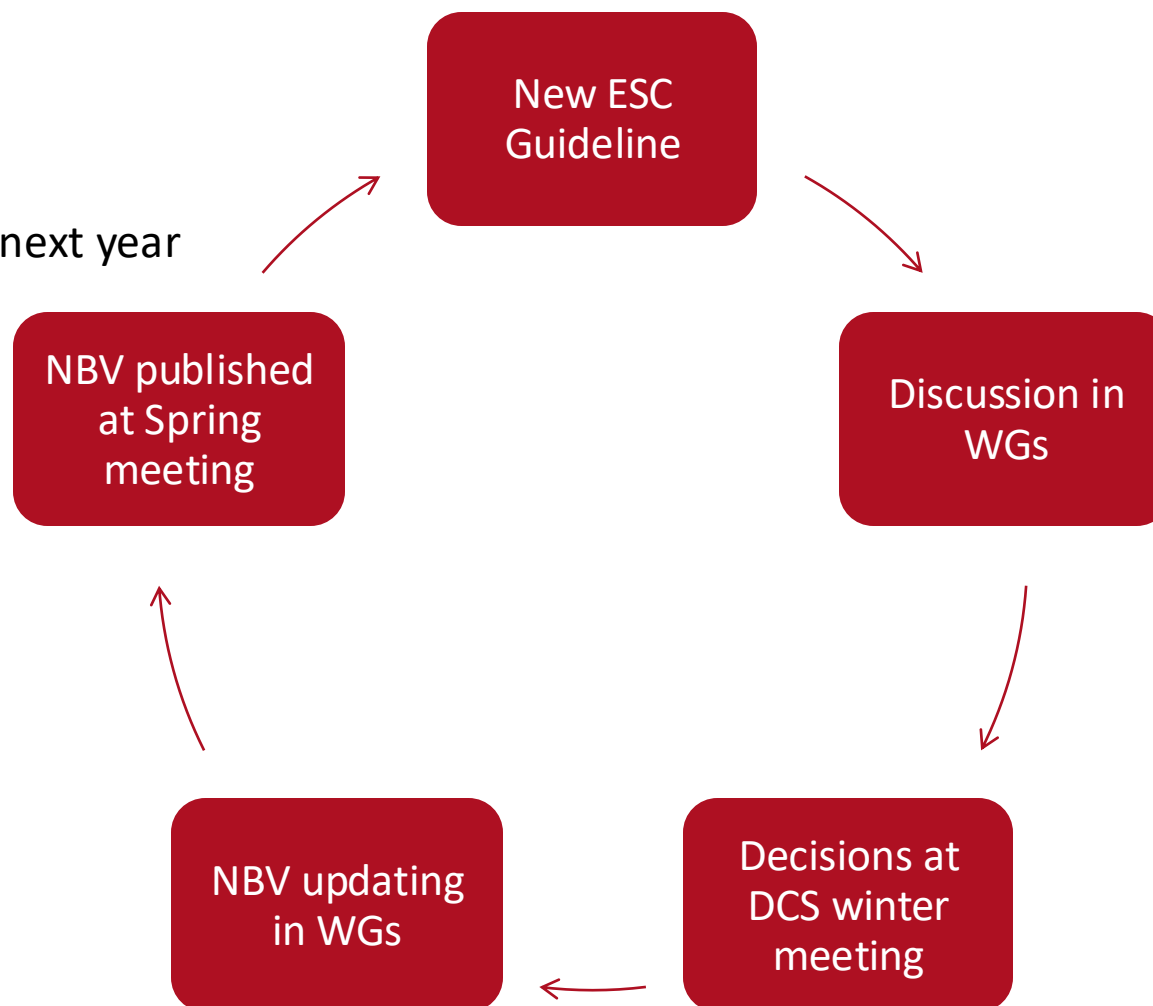 New ESC
Guideline
next year
NBV published
at Spring
meeting
Discussion in
WGs
NBV updating
in WGs
Decisions at
DCS winter
meeting